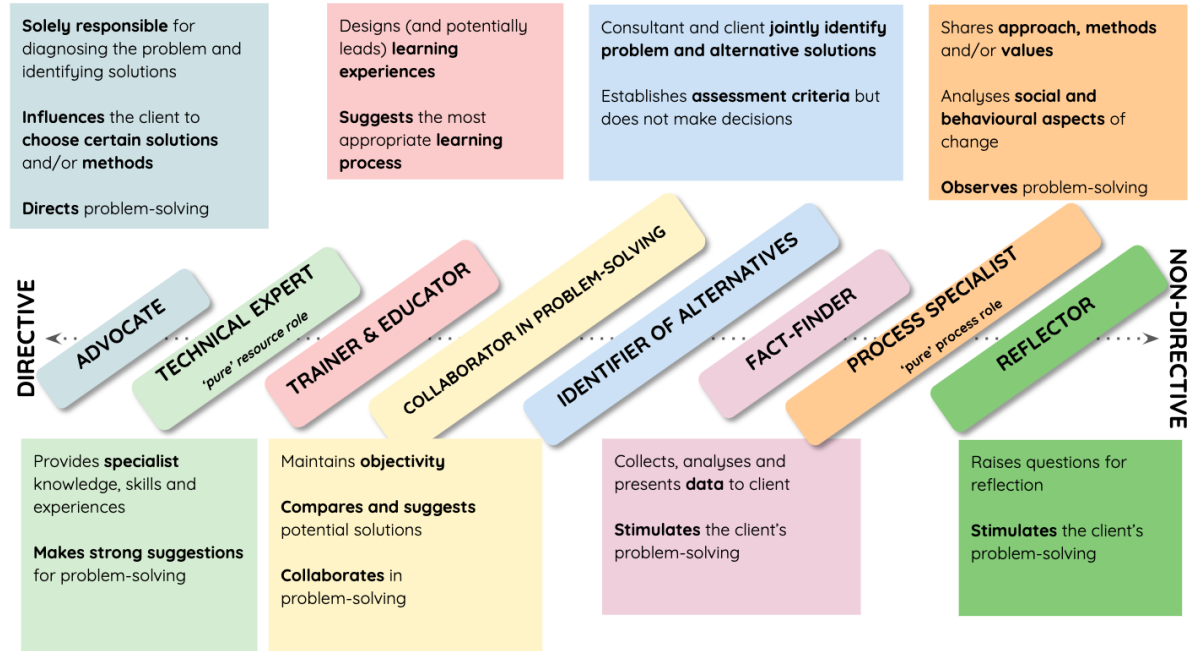 Solely responsible for
diagnosing the problem and
identifying solutions
Influences the client to
choose certain solutions
and/or methods
Directs problem-solving
Designs (and potentially
leads) learning
experiences
Suggests the most
appropriate learning
process
Consultant and client jointly identify
problem and alternative solutions
Establishes assessment criteria but
does not make decisions
Shares approach, methods
and/or values
Analyses social and
behavioural aspects of
change
Observes problem-solving
DIRECTIVE
ADVOCATE
TECHNICAL EXPERT
'pure' resource role
TRAINER & EDUCATOR
COLLABORATOR IN PROBLEM-SOLVING
IDENTIFIER OF ALTERNATIVES
FACT-FINDER
PROCESS SPECIALIST
'pure' process role
REFLECTOR
NON-DIRECTIVE
Provides specialist
knowledge, skills and
experiences
Makes strong suggestions
for problem-solving
Maintains objectivity
Compares and suggests
potential solutions
Collaborates in
problem-solving
Collects, analyses and
presents data to client
Stimulates the client's
problem-solving
Raises questions for
reflection
Stimulates the client's
problem-solving